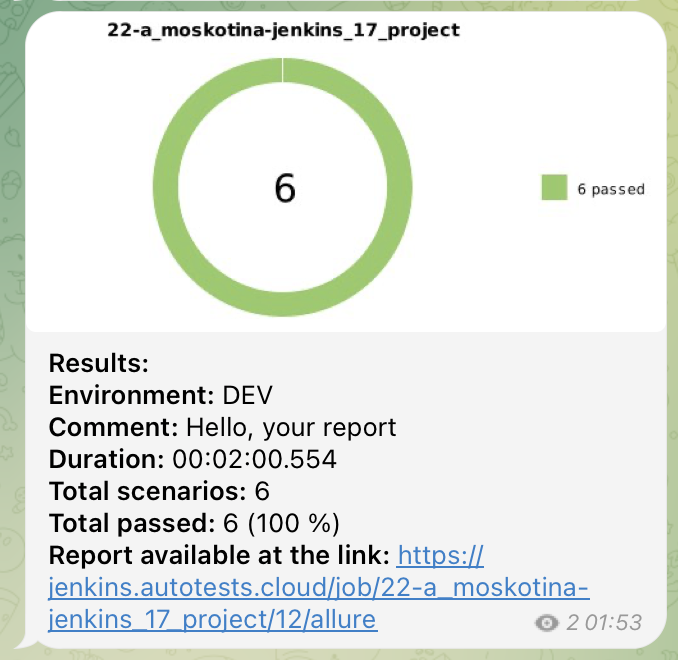 22-a_moskotina-jenkins_17_project
6
6 passed
Results:
Environment: DEV
Comment: Hello, your report
Duration: 00:02:00.554
Total scenarios: 6
Total passed: 6 (100 %)
Report available at the link: https://
jenkins.autotests.cloud/job/22-a_moskotina-
jenkins_17_project/12/allure
2 01:53